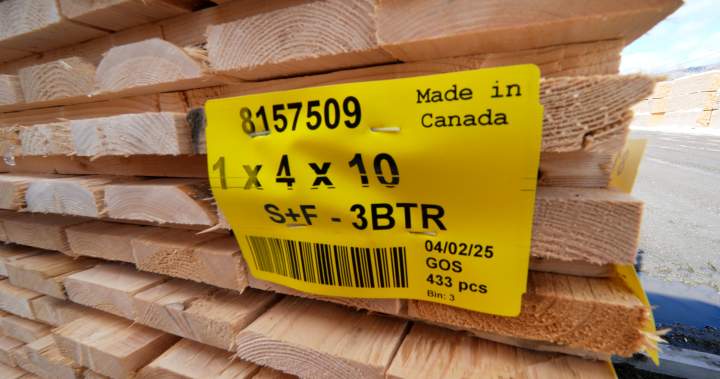 8157509
Made in
Canada
1 x 4 x 10
S+F - 3BTR
04/02/25
GOS
433 pcs
Bin: 3